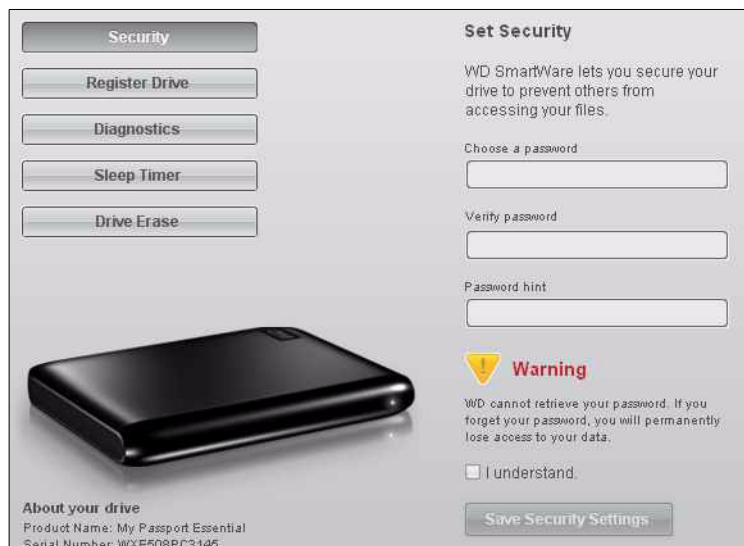 Security
Register Drive
Diagnostics
Sleep Timer
Drive Erase
About your drive
Product Name: My Passport Essential
Serial Number: WXE508PC3145
Set Security
WD SmartWare lets you secure your
drive to prevent others from
accessing your files.
Choose a password
Verify password
Password hint
Warning
WD cannot retrieve your password. If you
forget your password, you will permanently
lose access to your data.
I understand.
Save Security Settings